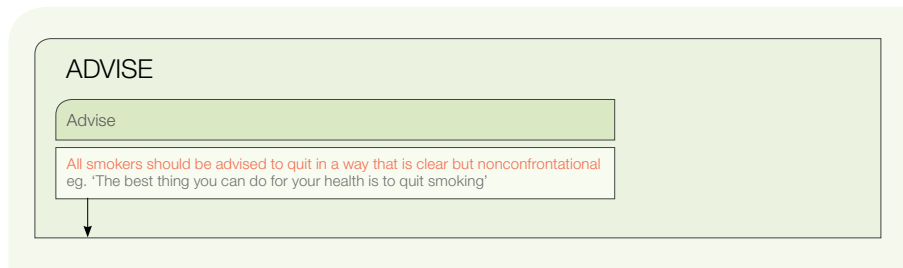 ADVISE
Advise
All smokers should be advised to quit in a way that is clear but nonconfrontational
eg. ‘The best thing you can do for your health is to quit smoking’